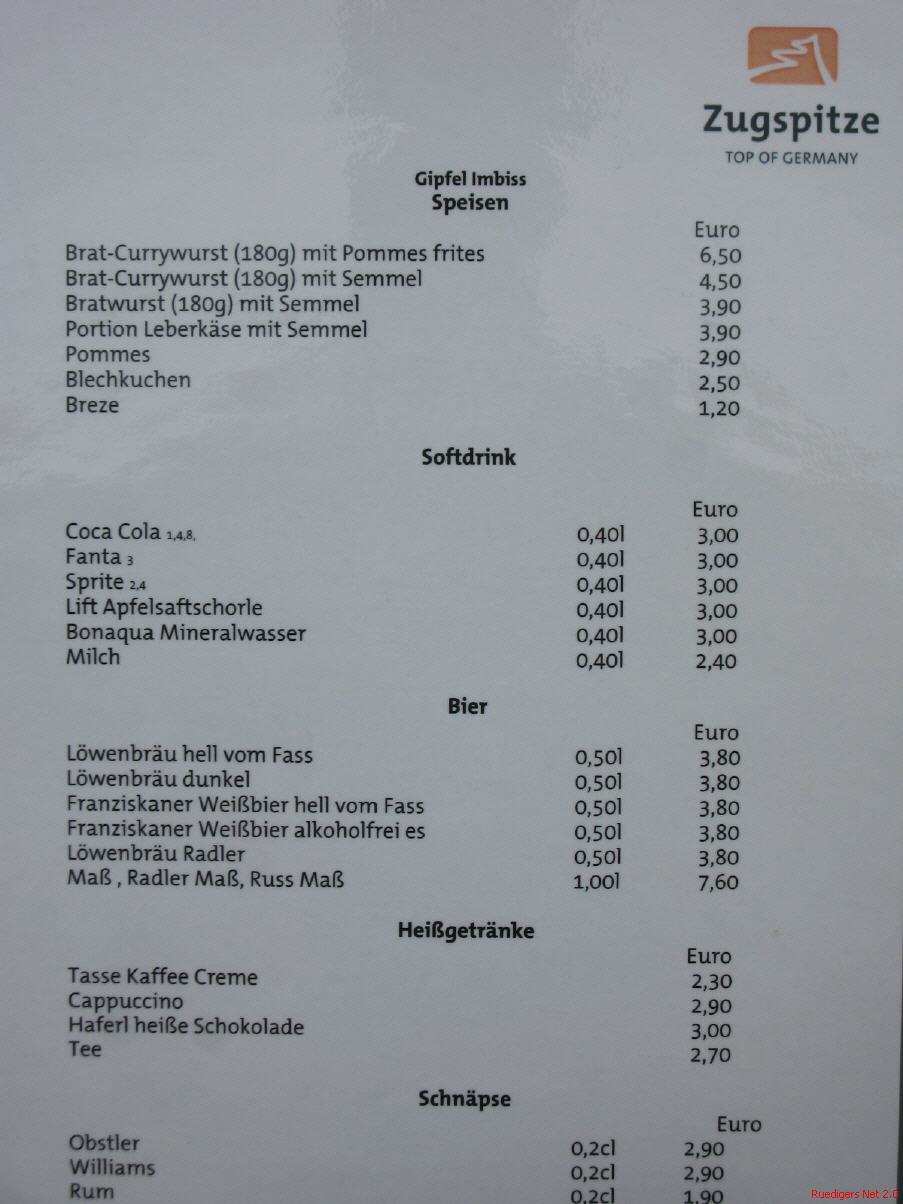 Zugspitze
TOP OF GERMANY
Gipfel Imbiss
Speisen
Euro
Brat-Currywurst (180g) mit Pommes frites 6,50
Brat-Currywurst (180g) mit Semmel 4,50
Bratwurst (180g) mit Semmel 3,90
Portion Leberkäse mit Semmel 3,90
Pommes 2,90
Blechkuchen 2,50
Breze 1,20
Softdrink
Euro
Coca Cola 1,4,8, 0,40l 3,00
Fanta 3 0,40l 3,00
Sprite 2,4 0,40l 3,00
Lift Apfelsaftschorle 0,40l 3,00
Bonaqua Mineralwasser 0,40l 3,00
Milch 0,40l 2,40
Bier
Euro
Löwenbräu hell vom Fass 0,50l 3,80
Löwenbräu dunkel 0,50l 3,80
Franziskaner Weißbier hell vom Fass 0,50l 3,80
Franziskaner Weißbier alkoholfrei es 0,50l 3,80
Löwenbräu Radler 0,50l 3,80
Maß , Radler Maß, Russ Maß 1,00l 7,60
Heißgetränke
Euro
Tasse Kaffee Creme 2,30
Cappuccino 2,90
Haferl heiße Schokolade 3,00
Tee 2,70
Schnäpse
Euro
Obstler 0,2cl 2,90
Williams 0,2cl 2,90
Rum 0,2cl 1,90
Ruedigers Net 2.0